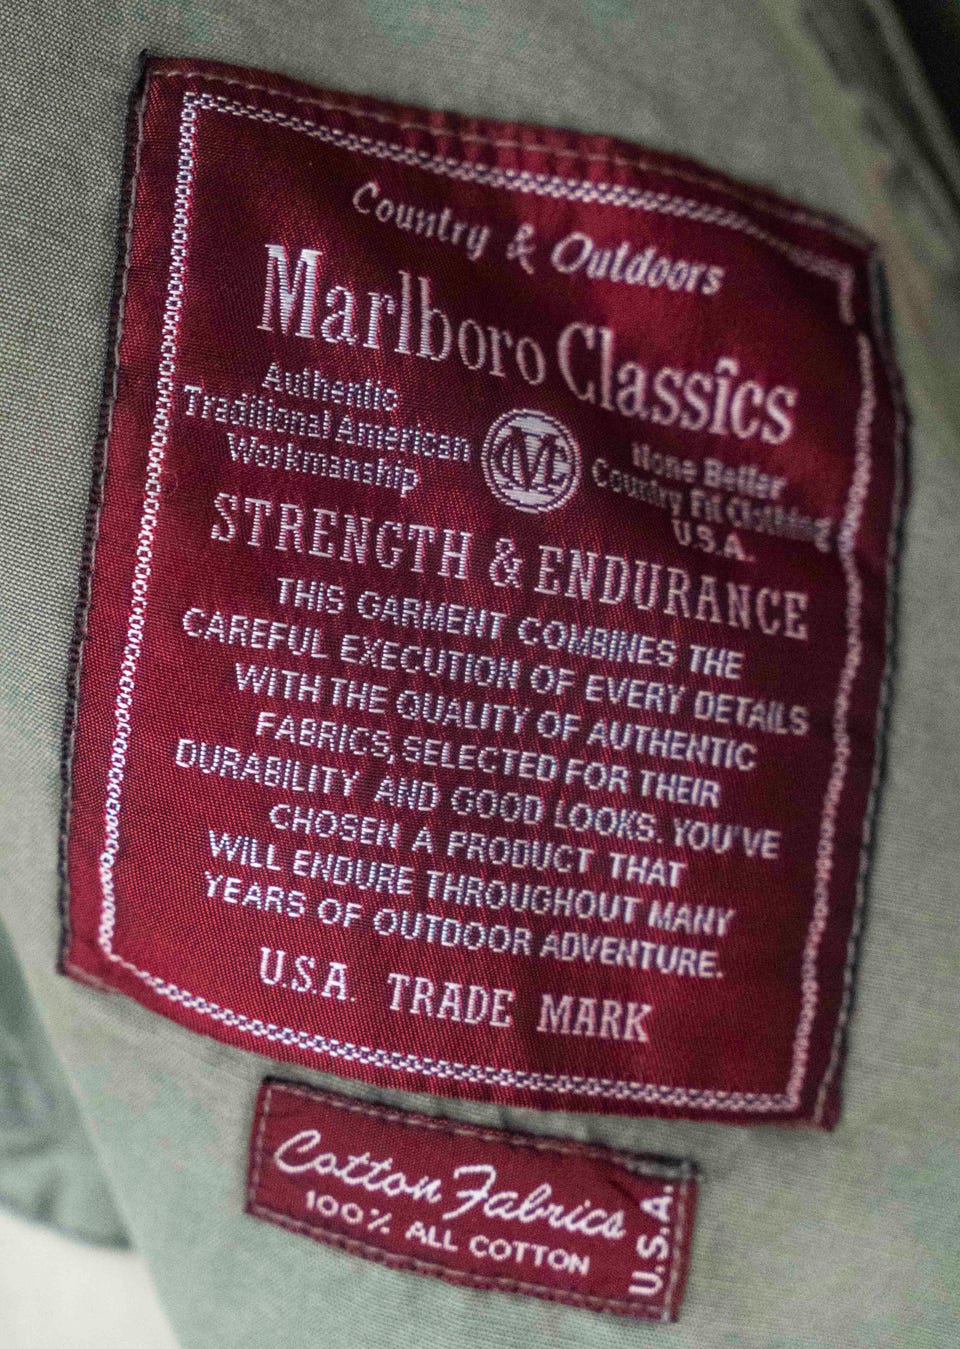 Country & Outdoors
Marlboro Classics
Authentic
Traditional American
Workmanship
MC
None Better
Country Fit Clothing
U.S.A.
STRENGTH & ENDURANCE
THIS GARMENT COMBINES THE
CAREFUL EXECUTION OF EVERY DETAILS
WITH THE QUALITY OF AUTHENTIC
FABRICS, SELECTED FOR THEIR
DURABILITY AND GOOD LOOKS. YOU'VE
CHOSEN A PRODUCT THAT
WILL ENDURE THROUGHOUT MANY
YEARS OF OUTDOOR ADVENTURE.
U.S.A. TRADE MARK
Cotton Fabrics
100% ALL COTTON
U.S.A.